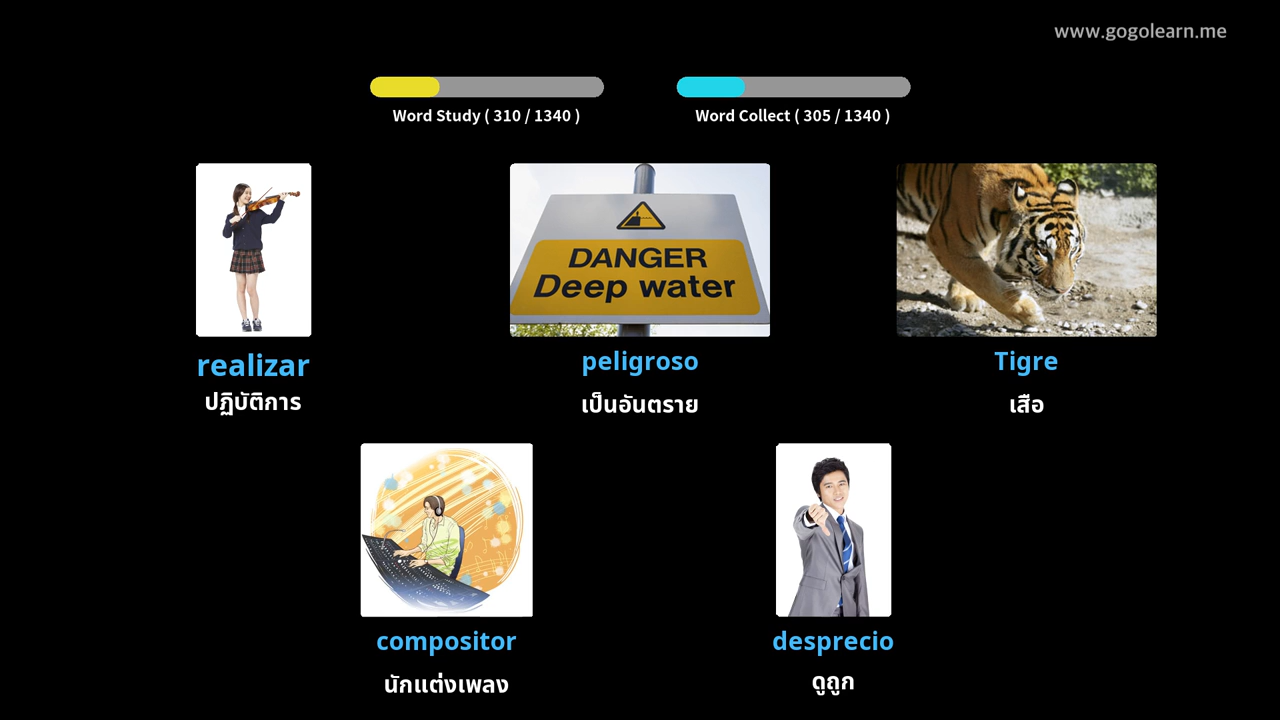 www.gogolearn.me
Word Study ( 310 / 1340 )
Word Collect ( 305 / 1340 )
DANGER
Deep water
realizar
ปฏิบัติการ
peligroso
เป็นอันตราย
Tigre
เสือ
compositor
นักแต่งเพลง
desprecio
ดูถูก